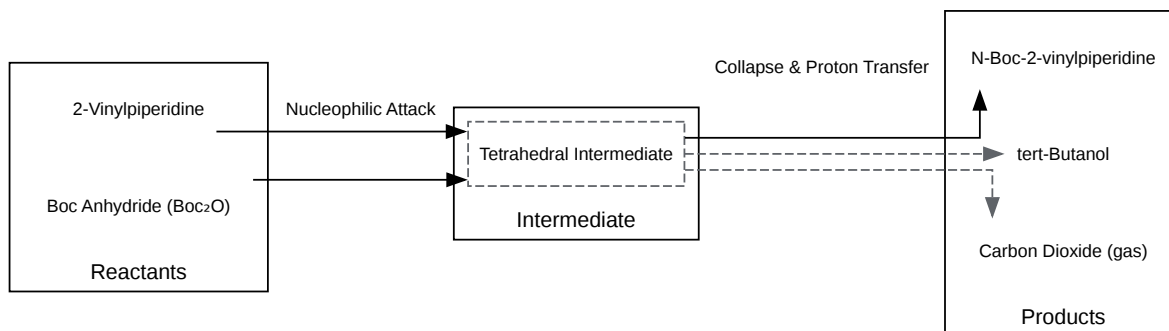 2-Vinylpiperidine
Boc Anhydride (Boc₂O)
Reactants
Nucleophilic Attack
Tetrahedral Intermediate
Intermediate
Collapse & Proton Transfer
N-Boc-2-vinylpiperidine
tert-Butanol
Carbon Dioxide (gas)
Products